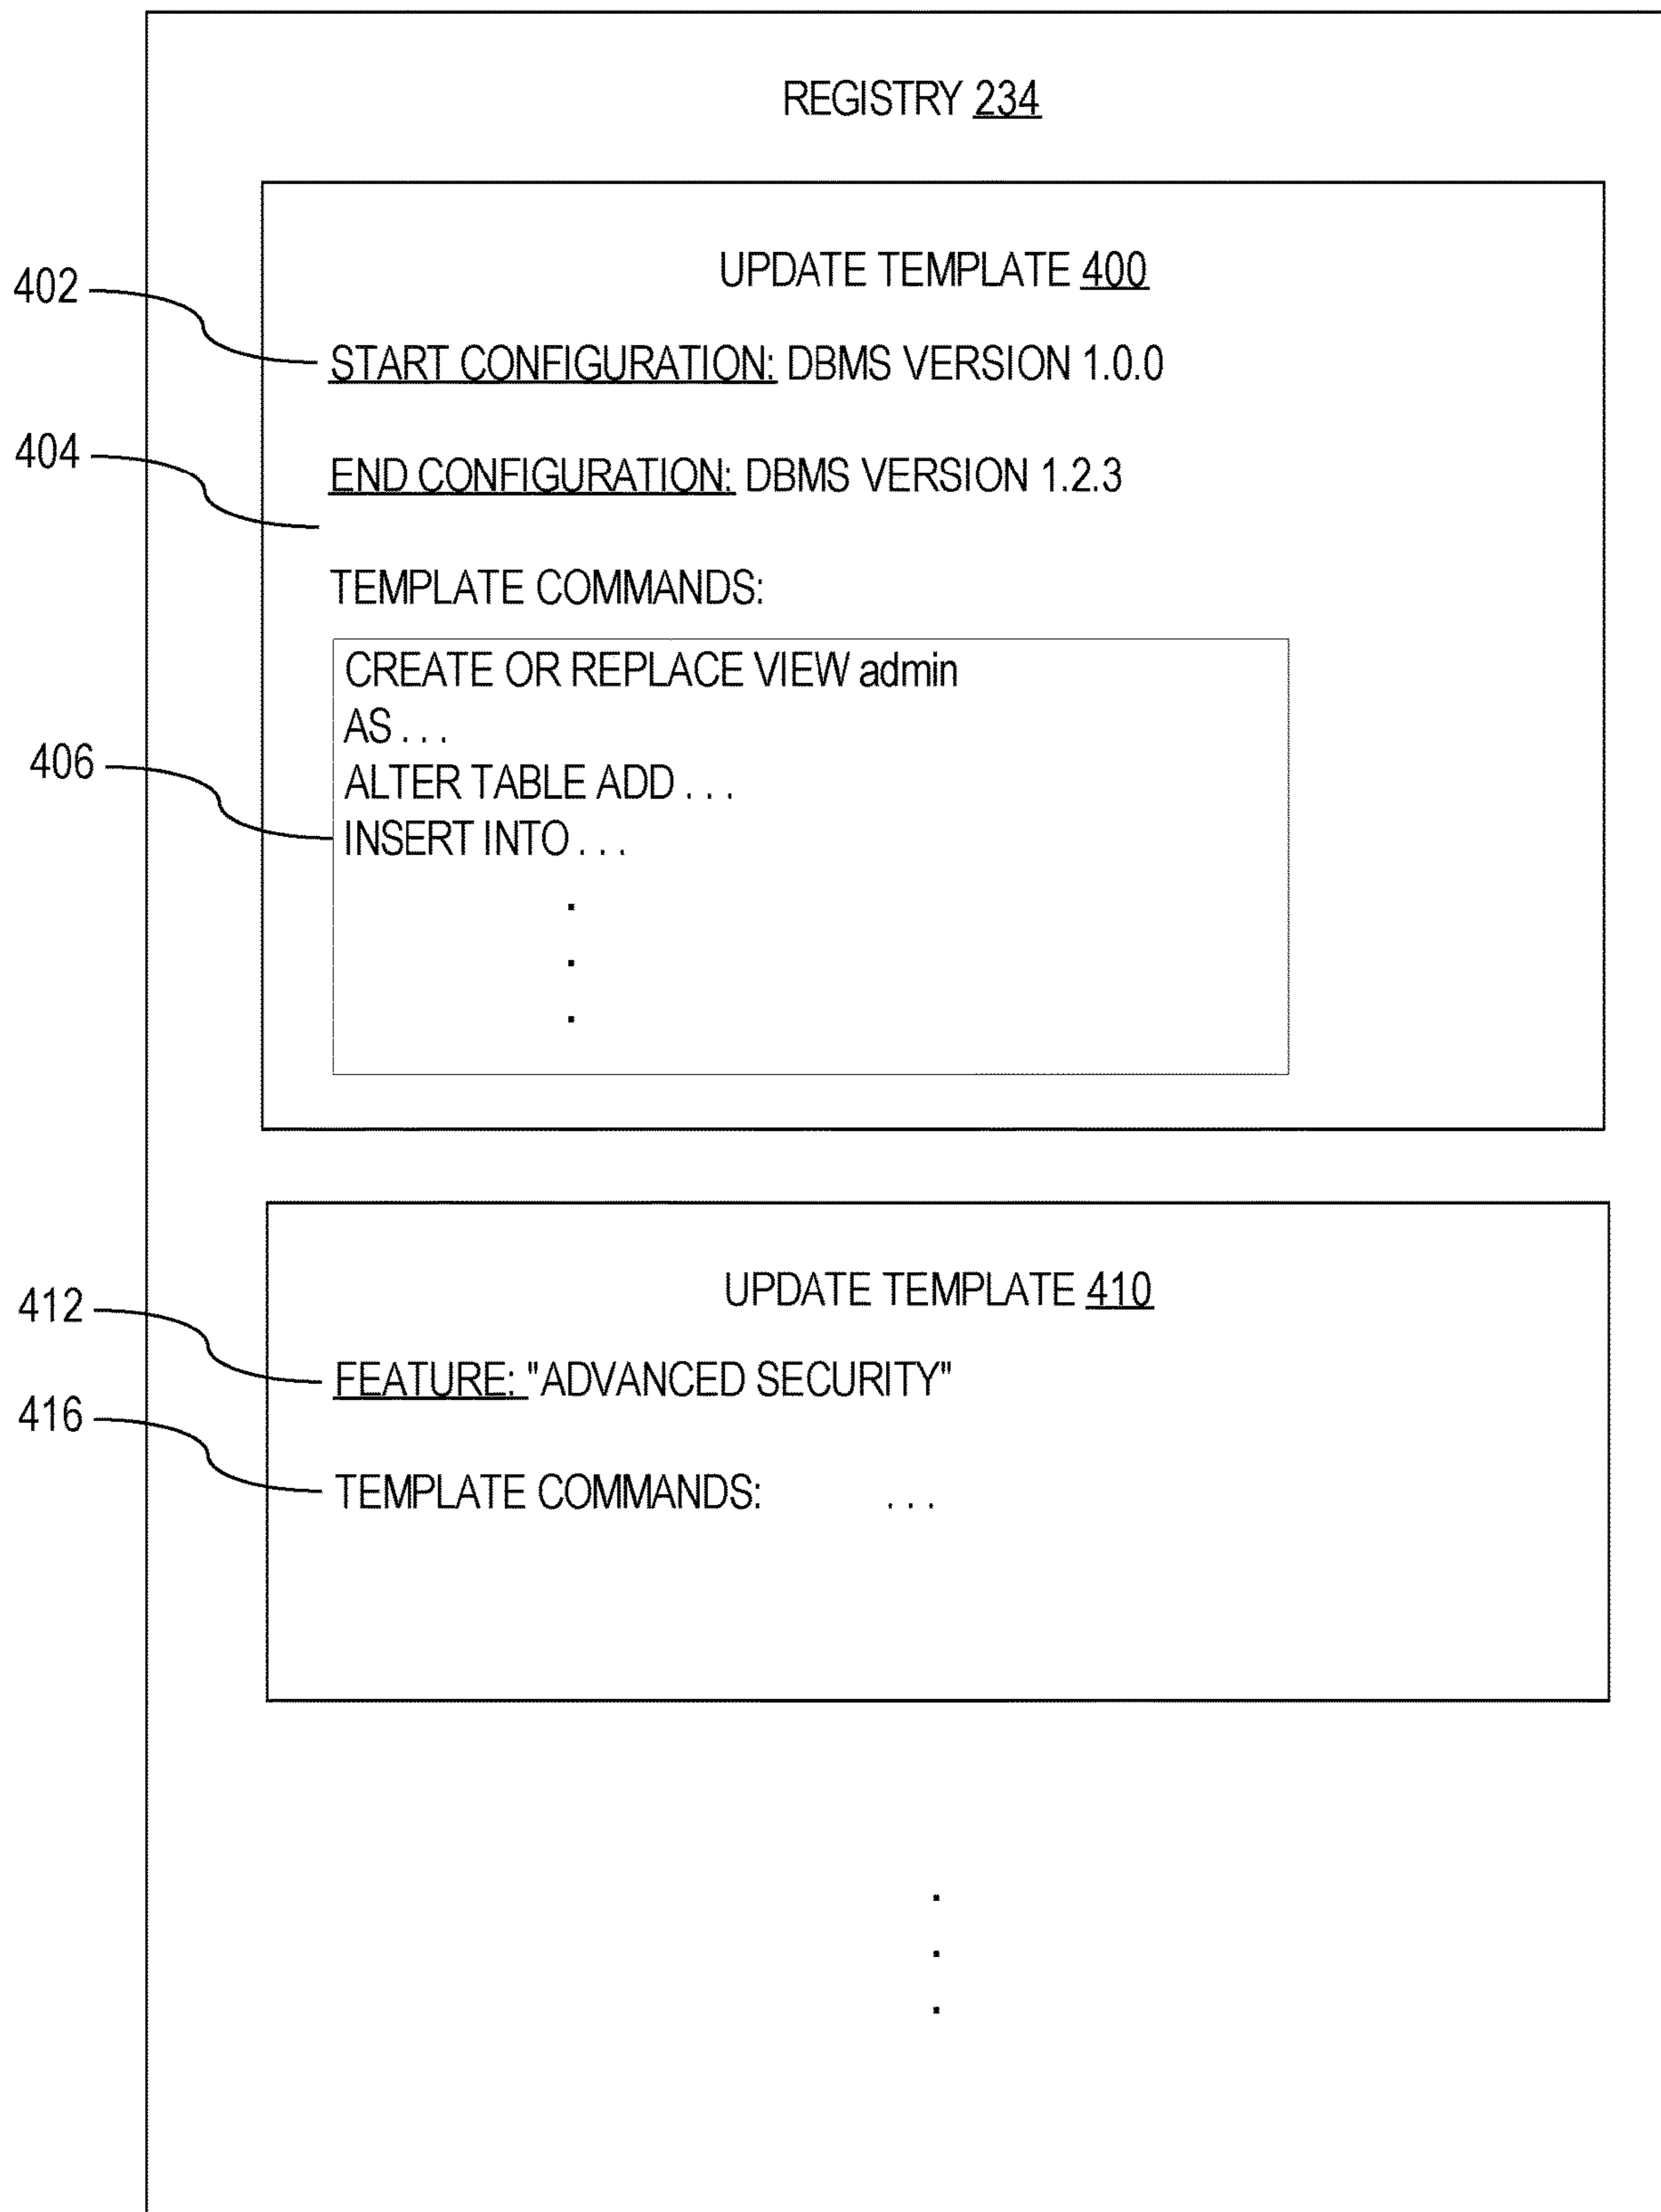 REGISTRY 234
UPDATE TEMPLATE 400
402
START CONFIGURATION: DBMS VERSION 1.0.0
404
END CONFIGURATION: DBMS VERSION 1.2.3
TEMPLATE COMMANDS:
CREATE OR REPLACE VIEW admin
AS . . .
406
ALTER TABLE ADD . . .
INSERT INTO . . .
.
.
.
UPDATE TEMPLATE 410
412
FEATURE: "ADVANCED SECURITY"
416
TEMPLATE COMMANDS: . . .
.
.
.